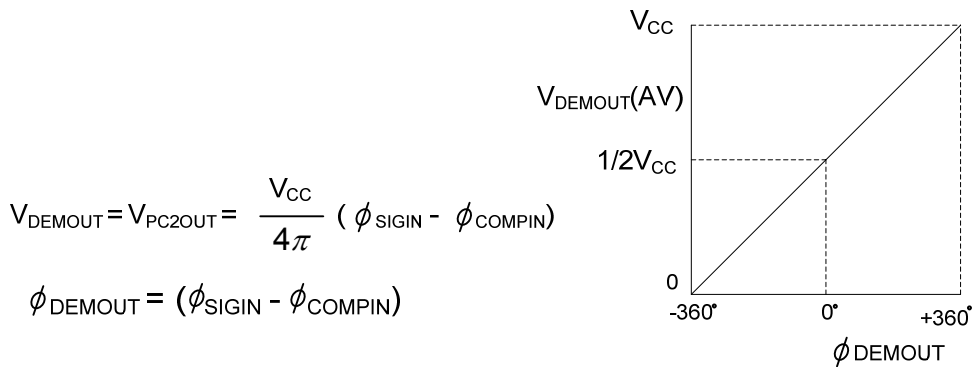 V_DEMOUT = V_PC2OUT = V_CC / 4π ( ϕ_SIGIN - ϕ_COMPIN )
ϕ_DEMOUT = ( ϕ_SIGIN - ϕ_COMPIN )
V_CC
V_DEMOUT(AV)
1/2V_CC
0
-360° 0° +360°
ϕ_DEMOUT